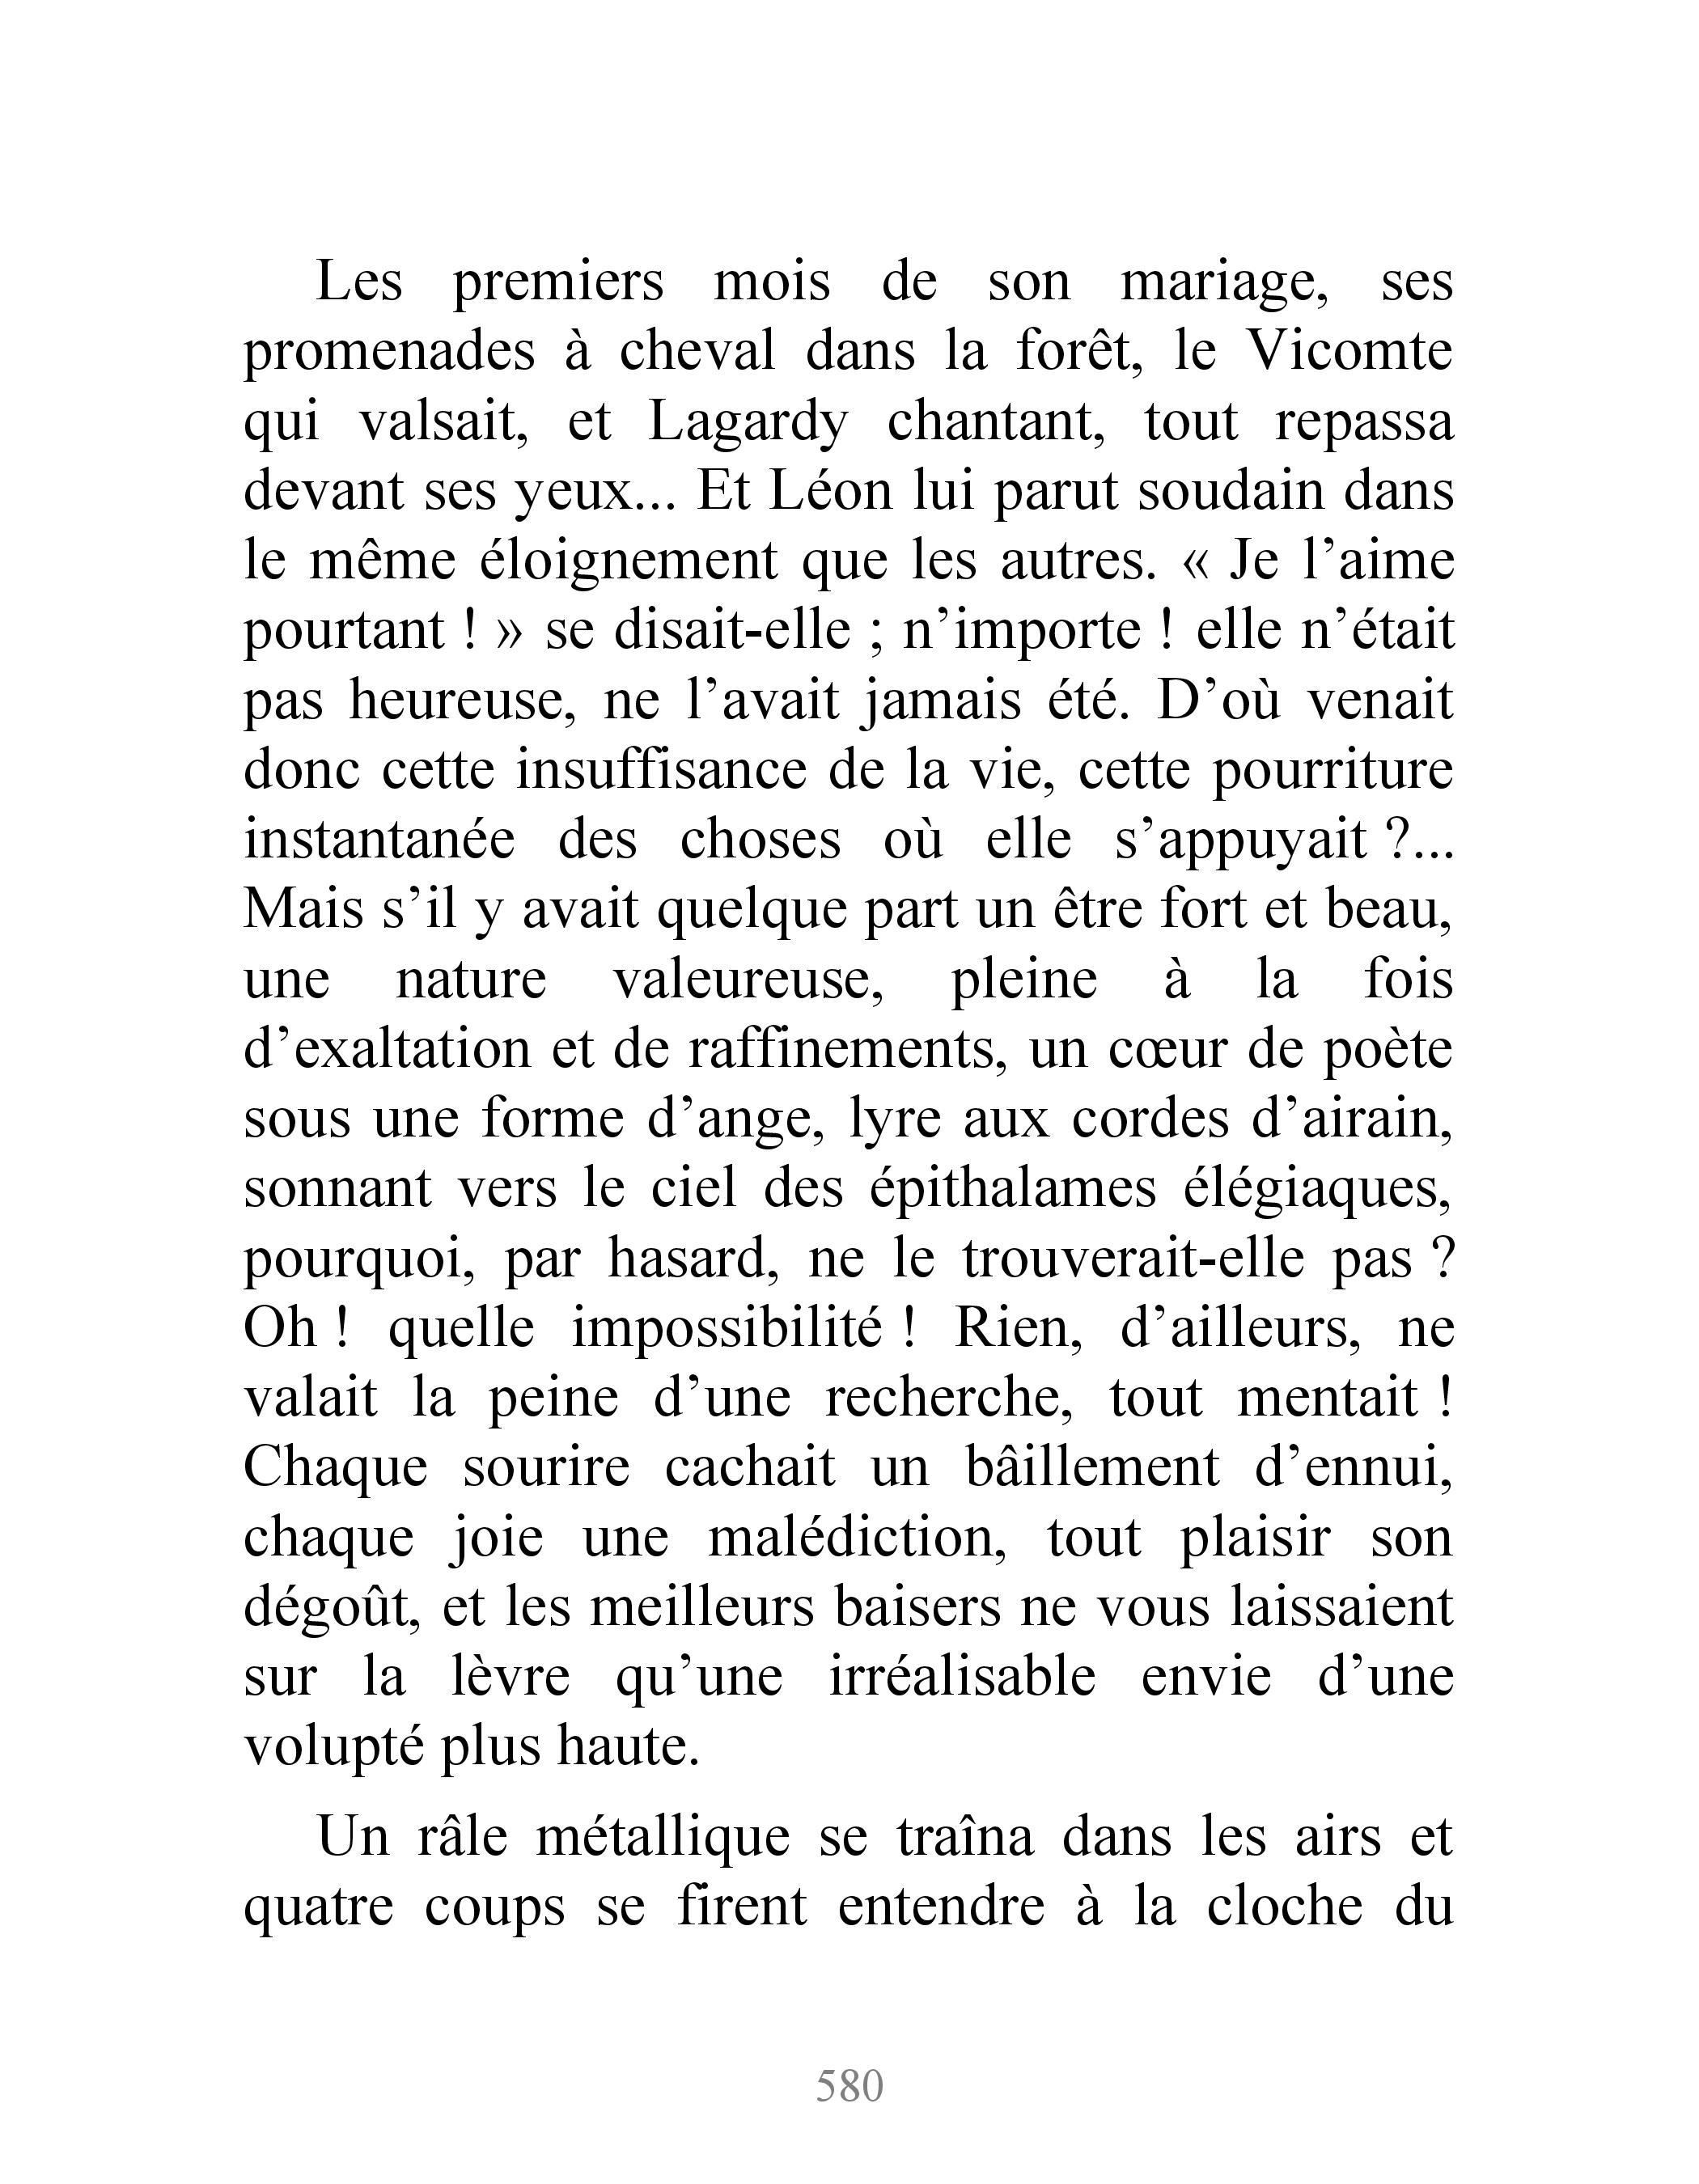 Les premiers mois de son mariage, ses
promenades à cheval dans la forêt, le Vicomte
qui valsait, et Lagardy chantant, tout repassa
devant ses yeux... Et Léon lui parut soudain dans
le même éloignement que les autres. « Je l’aime
pourtant ! » se disait-elle ; n’importe ! elle n’était
pas heureuse, ne l’avait jamais été. D’où venait
donc cette insuffisance de la vie, cette pourriture
instantanée des choses où elle s’appuyait ?...
Mais s’il y avait quelque part un être fort et beau,
une nature valeureuse, pleine à la fois
d’exaltation et de raffinements, un cœur de poète
sous une forme d’ange, lyre aux cordes d’airain,
sonnant vers le ciel des épithalames élégiaques,
pourquoi, par hasard, ne le trouverait-elle pas ?
Oh ! quelle impossibilité ! Rien, d’ailleurs, ne
valait la peine d’une recherche, tout mentait !
Chaque sourire cachait un bâillement d’ennui,
chaque joie une malédiction, tout plaisir son
dégoût, et les meilleurs baisers ne vous laissaient
sur la lèvre qu’une irréalisable envie d’une
volupté plus haute.
Un râle métallique se traîna dans les airs et
quatre coups se firent entendre à la cloche du
580